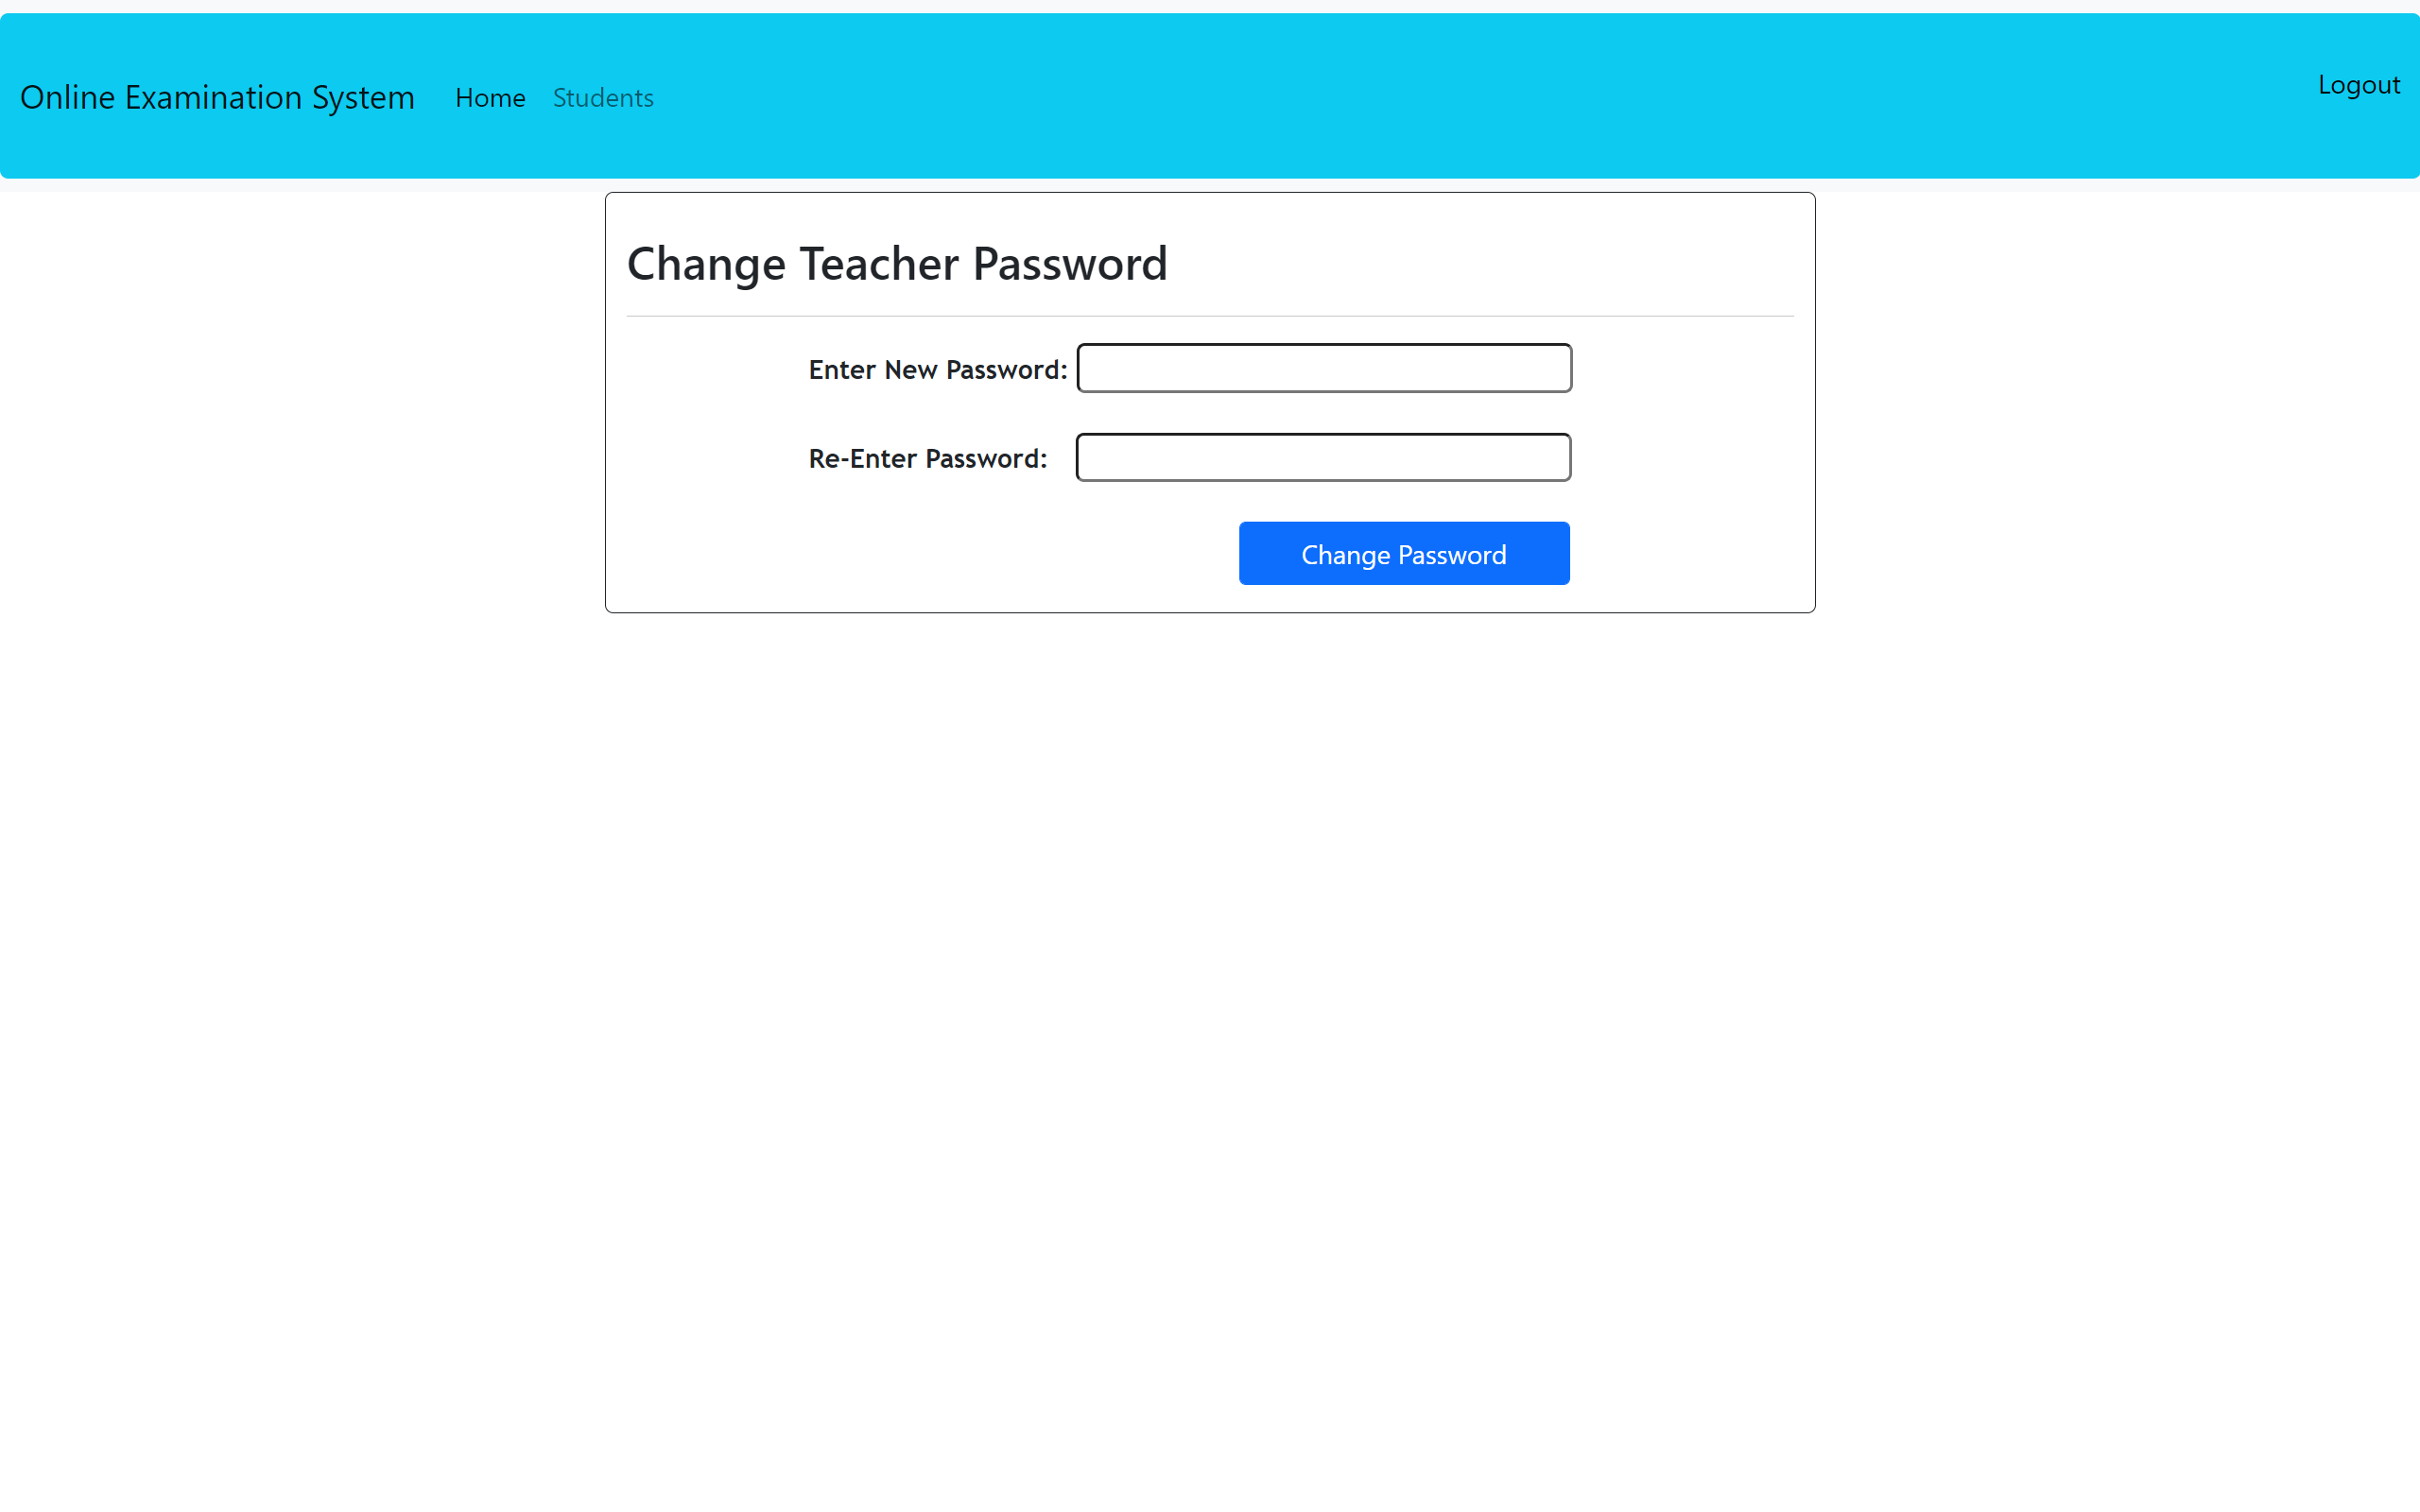 Online Examination System Home Students Logout
Change Teacher Password
Enter New Password:
Re-Enter Password:
Change Password